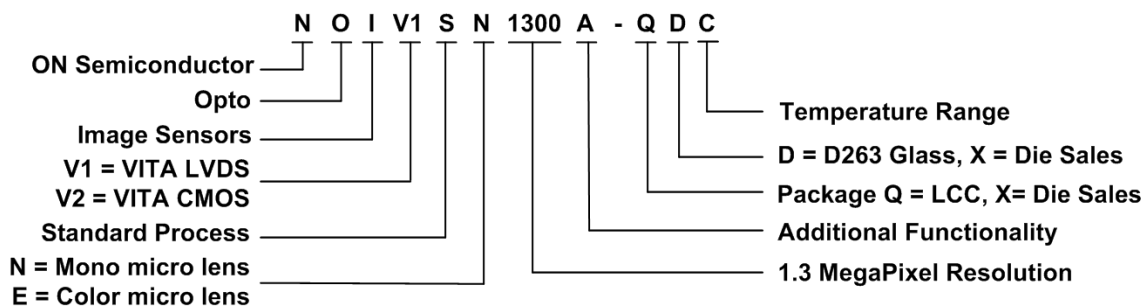 N O I V1 S N 1300 A - Q D C
ON Semiconductor
Opto
Image Sensors
V1 = VITA LVDS
V2 = VITA CMOS
Standard Process
N = Mono micro lens
E = Color micro lens
Temperature Range
D = D263 Glass, X = Die Sales
Package Q = LCC, X= Die Sales
Additional Functionality
1.3 MegaPixel Resolution